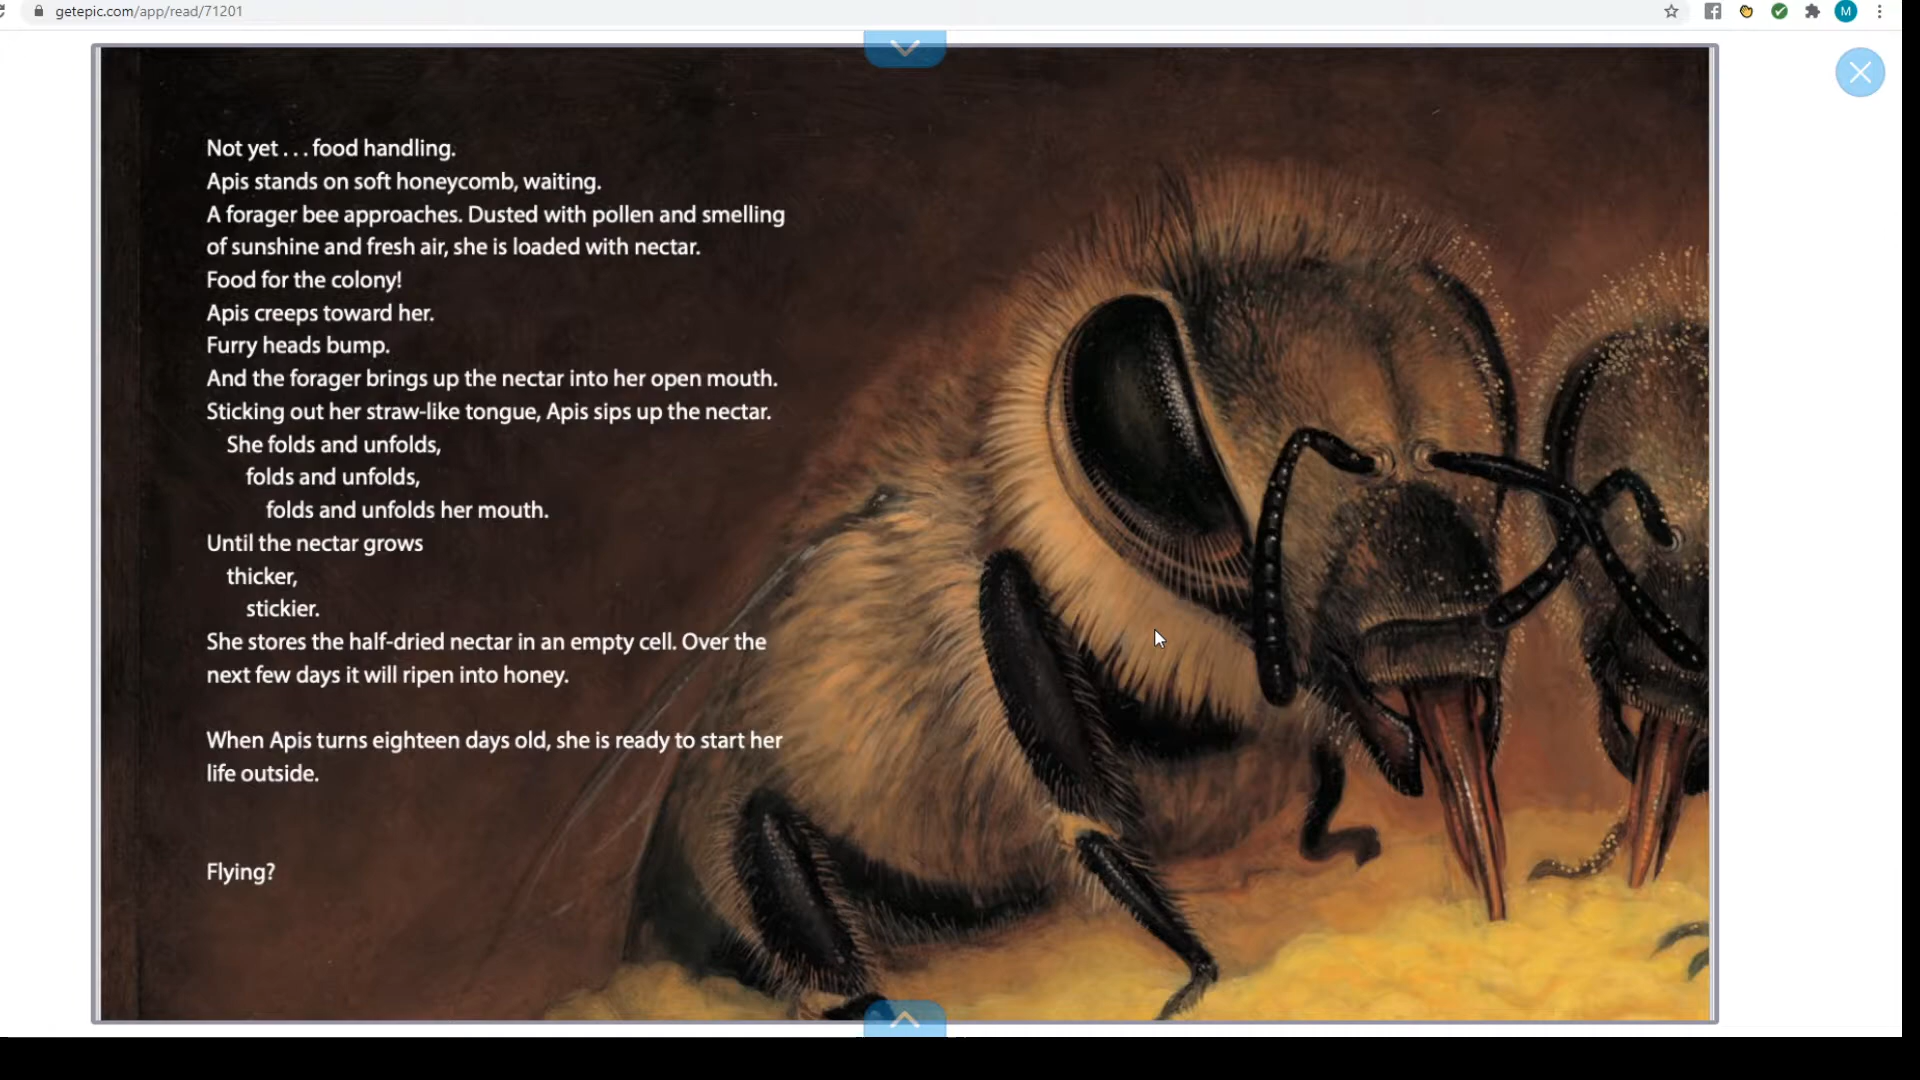 getepic.com/app/read/71201
M
Not yet . . . food handling.
Apis stands on soft honeycomb, waiting.
A forager bee approaches. Dusted with pollen and smelling
of sunshine and fresh air, she is loaded with nectar.
Food for the colony!
Apis creeps toward her.
Furry heads bump.
And the forager brings up the nectar into her open mouth.
Sticking out her straw-like tongue, Apis sips up the nectar.
She folds and unfolds,
folds and unfolds,
folds and unfolds her mouth.
Until the nectar grows
thicker,
stickier.
She stores the half-dried nectar in an empty cell. Over the
next few days it will ripen into honey.
When Apis turns eighteen days old, she is ready to start her
life outside.
Flying?